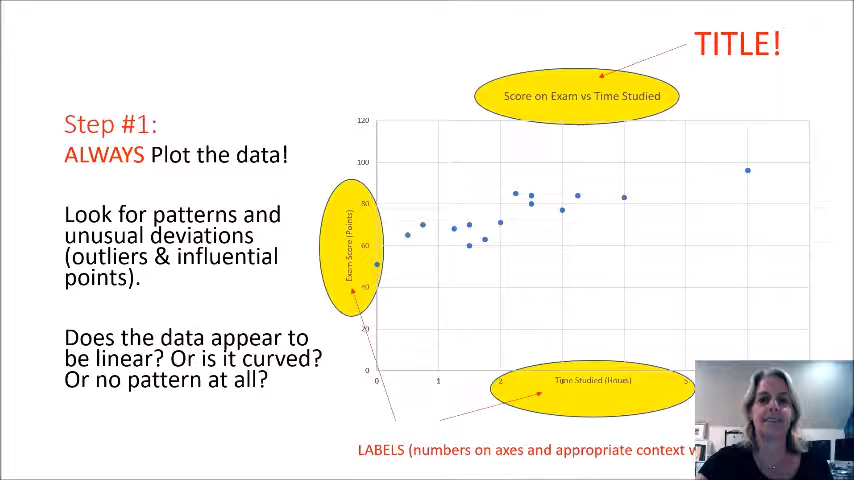 TITLE!
Score on Exam vs Time Studied
Step #1:
ALWAYS Plot the data!
Look for patterns and
unusual deviations
(outliers & influential
points).
Does the data appear to
be linear? Or is it curved?
Or no pattern at all?
120
100
80
60
40
20
0
Exam Score (Points)
0 1 2 5
Time Studied (Hours)
LABELS (numbers on axes and appropriate context